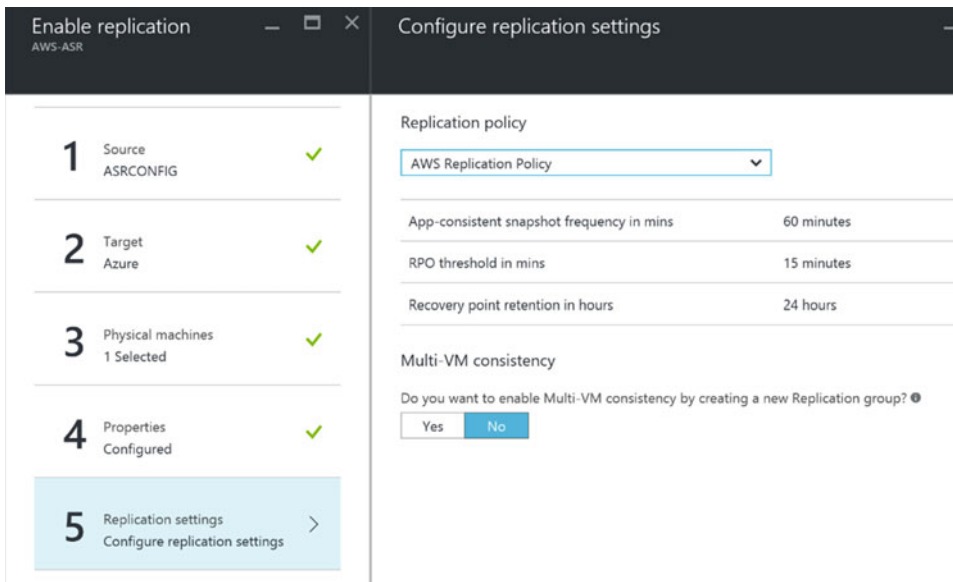 Enable replication
AWS-ASR
1
Source
ASRCONFIG
2
Target
Azure
3
Physical machines
1 Selected
4
Properties
Configured
5
Replication settings
Configure replication settings
Configure replication settings
Replication policy
AWS Replication Policy
App-consistent snapshot frequency in mins 60 minutes
RPO threshold in mins 15 minutes
Recovery point retention in hours 24 hours
Multi-VM consistency
Do you want to enable Multi-VM consistency by creating a new Replication group?
Yes No